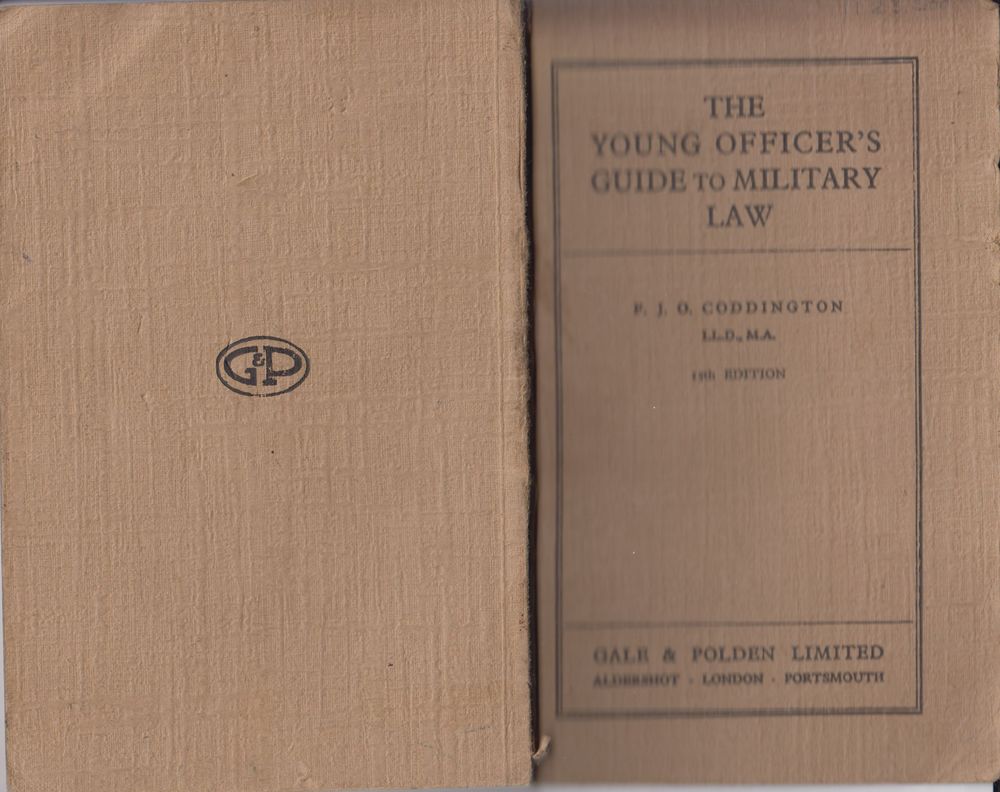 G&P
THE
YOUNG OFFICER'S
GUIDE TO MILITARY
LAW
F. J. O. CODDINGTON
LL.D., M.A.
EDITION
GALE & POLDEN LIMITED
ALDERSHOT · LONDON · PORTSMOUTH